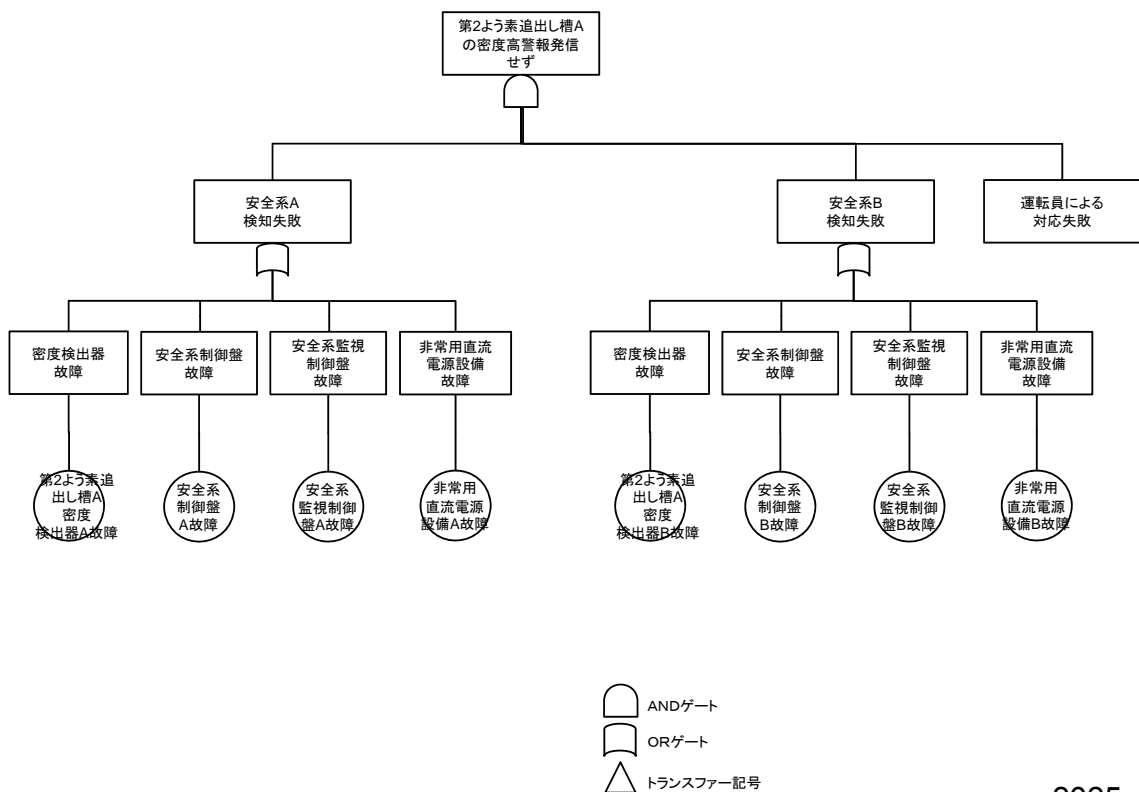 第2よう素追出し槽A
の密度高警報発信
せず
安全系A
検知失敗
安全系B
検知失敗
運転員による
対応失敗
密度検出器
故障
安全系制御盤
故障
安全系監視
制御盤
故障
非常用直流
電源設備
故障
密度検出器
故障
安全系制御盤
故障
安全系監視
制御盤
故障
非常用直流
電源設備
故障
第2よう素追
出し槽A
密度
検出器A故障
安全系
制御盤
A故障
安全系
監視制御
盤A故障
非常用
直流電源
設備A故障
第2よう素追
出し槽A
密度
検出器B故障
安全系
制御盤
B故障
安全系
監視制御
盤B故障
非常用
直流電源
設備B故障
ANDゲート
ORゲート
トランスファー記号